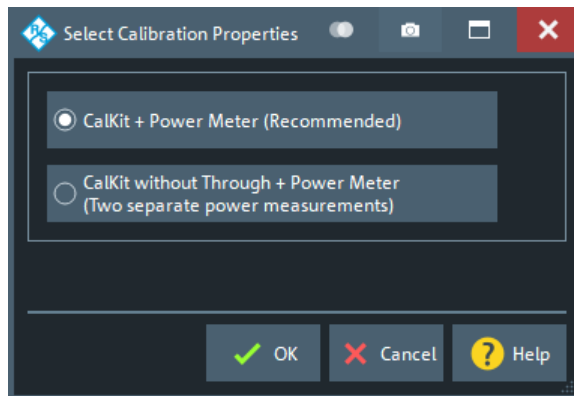 R&S Select Calibration Properties
CalKit + Power Meter (Recommended)
CalKit without Through + Power Meter
(Two separate power measurements)
OK
Cancel
? Help